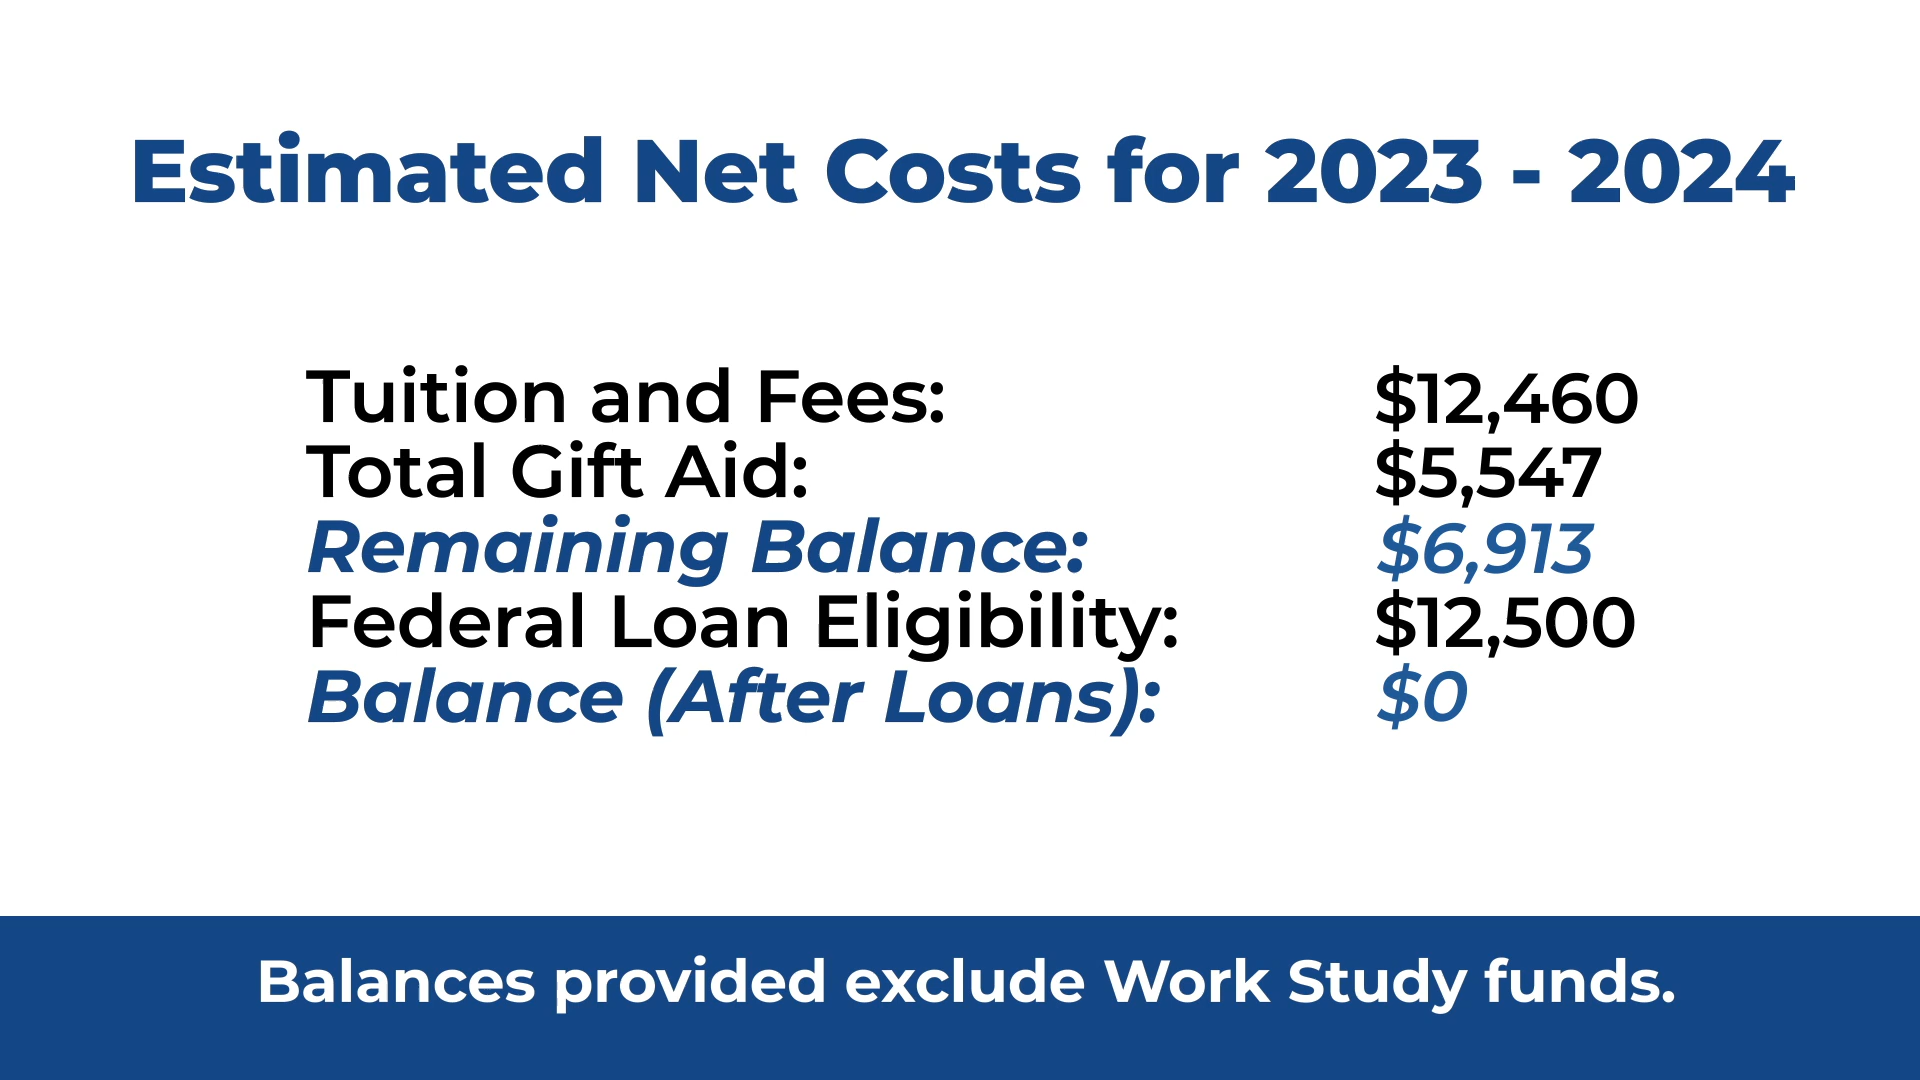 Estimated Net Costs for 2023 - 2024
Tuition and Fees: $12,460
Total Gift Aid: $5,547
Remaining Balance: $6,913
Federal Loan Eligibility: $12,500
Balance (After Loans): $0
Balances provided exclude Work Study funds.